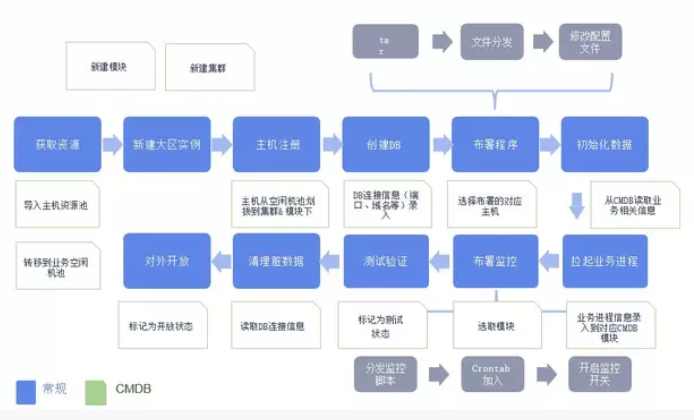 ta
r
文件分发
修改配置
文件
新建模块
新建集群
获取资源
新建大区实例
主机注册
创建DB
布署程序
初始化数据
导入主机资源池
主机从空闲机池划
拨到集群& 模块下
DB连接信息（端
口、域名等）录
入
选择布署的对应
主机
从CMDB读取业
务相关信息
转移到业务空闲
机池
对外开放
清理脏数据
测试验证
布署监控
拉起业务进程
标记为开放状态
读取DB连接信息
标记为测试
状态
选取模块
业务进程信息录
入到对应CMDB
模块
分发监控
脚本
Crontab
加入
开启监控
开关
常规
CMDB